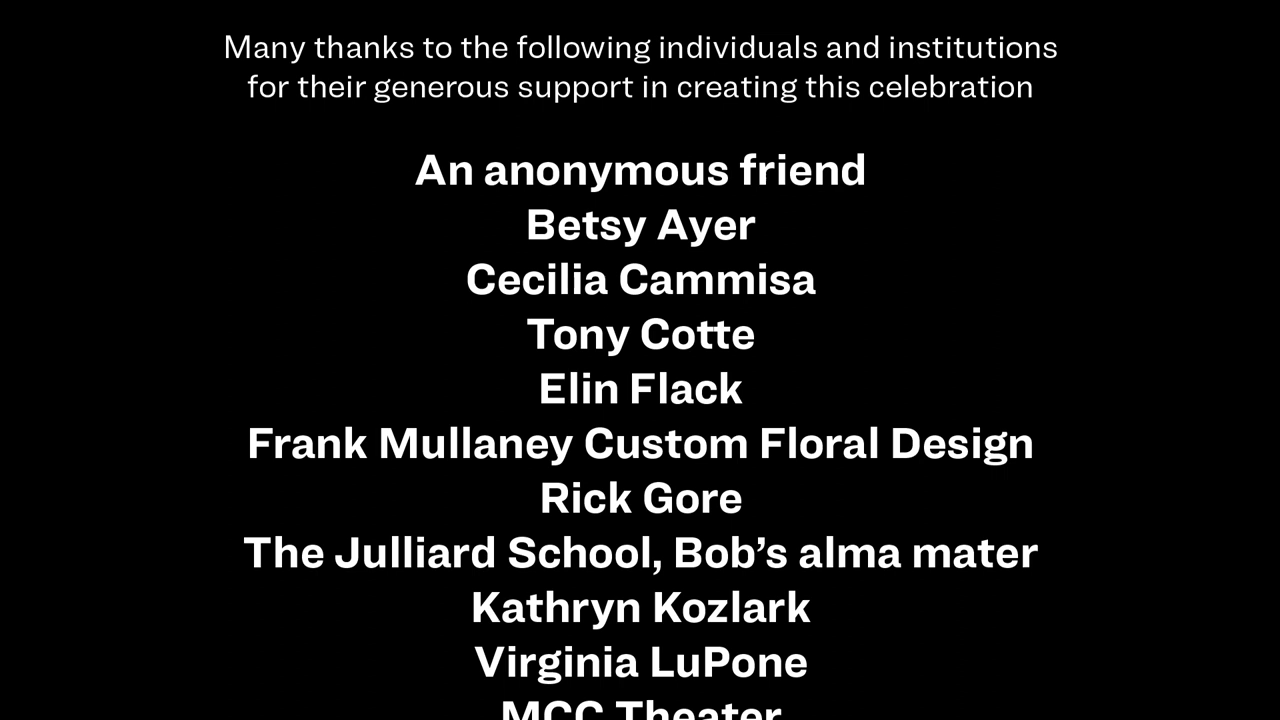 Many thanks to the following individuals and institutions
for their generous support in creating this celebration
An anonymous friend
Betsy Ayer
Cecilia Cammisa
Tony Cotte
Elin Flack
Frank Mullaney Custom Floral Design
Rick Gore
The Julliard School, Bob’s alma mater
Kathryn Kozlark
Virginia LuPone
MCC Theater